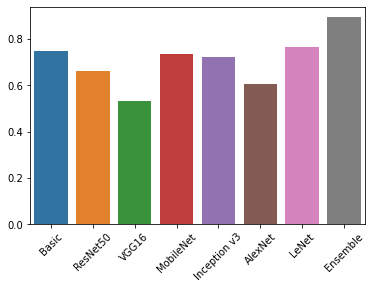 0.8
0.6
0.4
0.2
0.0
Basic
ResNet50
VGG16
MobileNet
Inception v3
AlexNet
LeNet
Ensemble